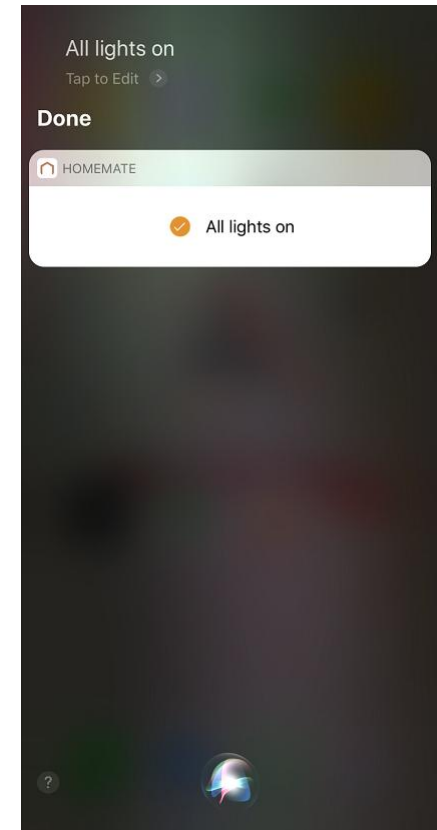 All lights on
Tap to Edit >
Done
HOMEMATE
All lights on
?